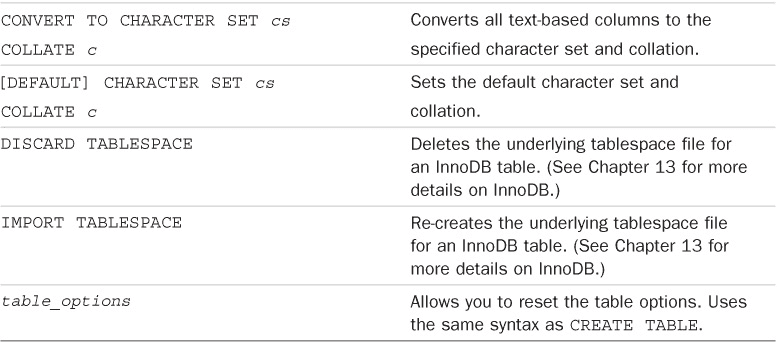 CONVERT TO CHARACTER SET cs
COLLATE c
Converts all text-based columns to the
specified character set and collation.
[DEFAULT] CHARACTER SET cs
COLLATE c
Sets the default character set and
collation.
DISCARD TABLESPACE
Deletes the underlying tablespace file for
an InnoDB table. (See Chapter 13 for more
details on InnoDB.)
IMPORT TABLESPACE
Re-creates the underlying tablespace file
for an InnoDB table. (See Chapter 13 for
more details on InnoDB.)
table_options
Allows you to reset the table options. Uses
the same syntax as CREATE TABLE.